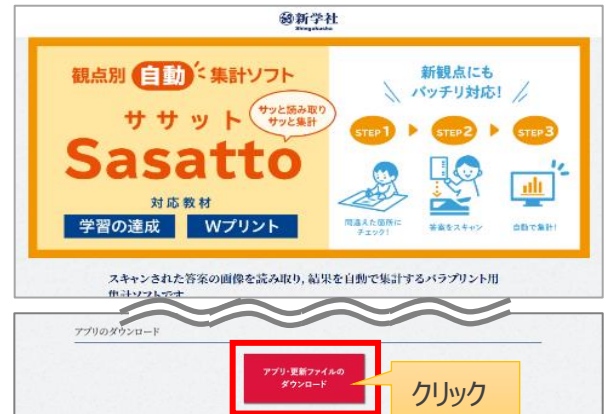 新学社
Shingakusha
観点別 自動 集計ソフト
ササット
サッと読み取り
サッと集計
Sasatto
対応教材
学習の達成 Wプリント
新観点にも
バッチリ対応!
STEP1 STEP2 STEP3
間違えた箇所に
チェック!
答案をスキャン
自動で集計!
スキャンされた答案の画像を読み取り, 結果を自動で集計するバラプリント用
集計ソフトです
アプリのダウンロード
アプリ・更新ファイルの
ダウンロード
クリック